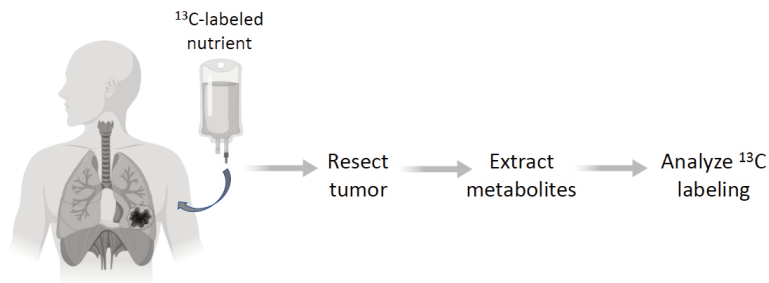 ¹³C-labeled
nutrient
Resect
tumor
Extract
metabolites
Analyze ¹³C
labeling